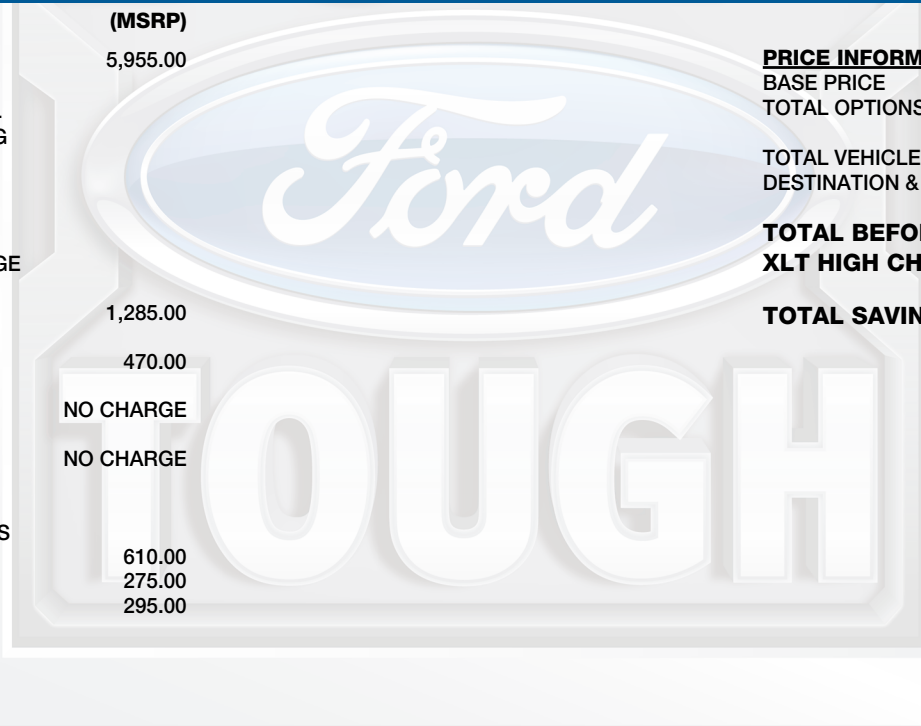 (MSRP)
5,955.00
G
GE
1,285.00
470.00
NO CHARGE
NO CHARGE
S
610.00
275.00
295.00
PRICE INFORM
BASE PRICE
TOTAL OPTIONS
TOTAL VEHICLE
DESTINATION &
TOTAL BEFO
XLT HIGH CH
TOTAL SAVIN
Ford
TOUGH